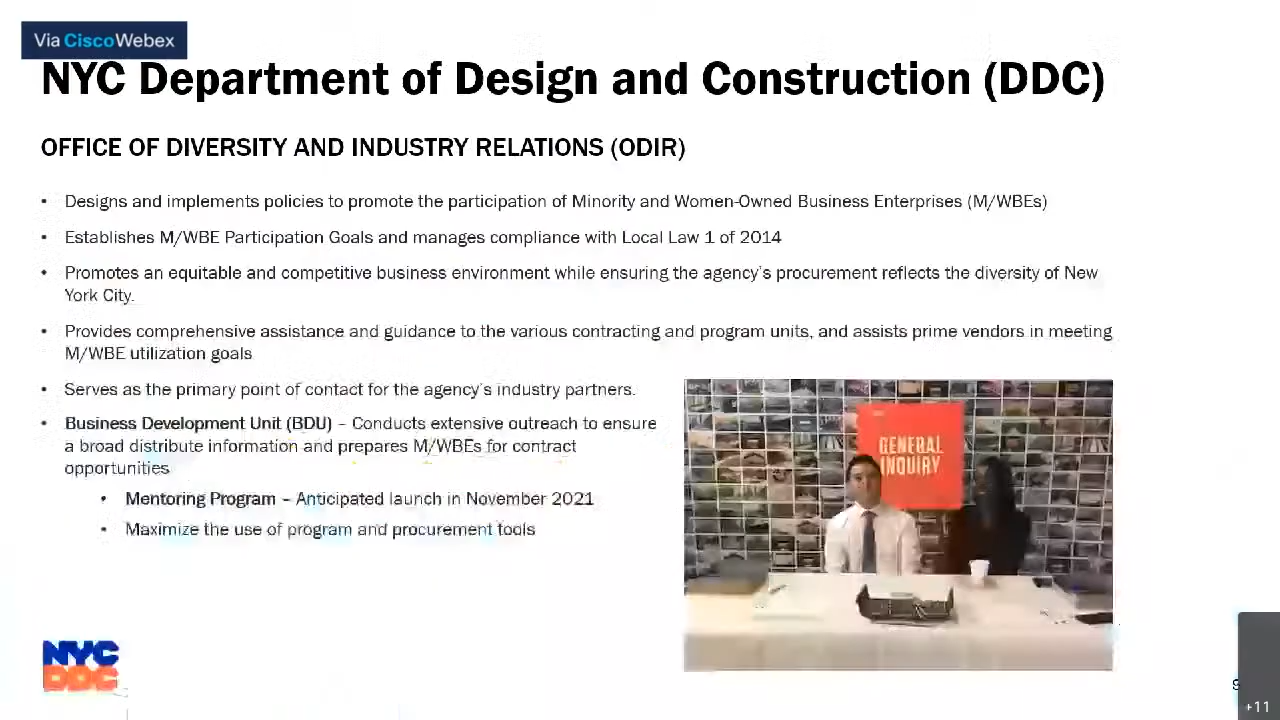 Via Cisco Webex
NYC Department of Design and Construction (DDC)
OFFICE OF DIVERSITY AND INDUSTRY RELATIONS (ODIR)
• Designs and implements policies to promote the participation of Minority and Women-Owned Business Enterprises (M/WBEs)
• Establishes M/WBE Participation Goals and manages compliance with Local Law 1 of 2014
• Promotes an equitable and competitive business environment while ensuring the agency's procurement reflects the diversity of New
York City.
• Provides comprehensive assistance and guidance to the various contracting and program units, and assists prime vendors in meeting
M/WBE utilization goals
• Serves as the primary point of contact for the agency's industry partners.
• Business Development Unit (BDU) – Conducts extensive outreach to ensure
a broad distribute information and prepares M/WBEs for contract
opportunities
• Mentoring Program – Anticipated launch in November 2021
• Maximize the use of program and procurement tools
GENERAL
INQUIRY
NYC
DDC
9
+11